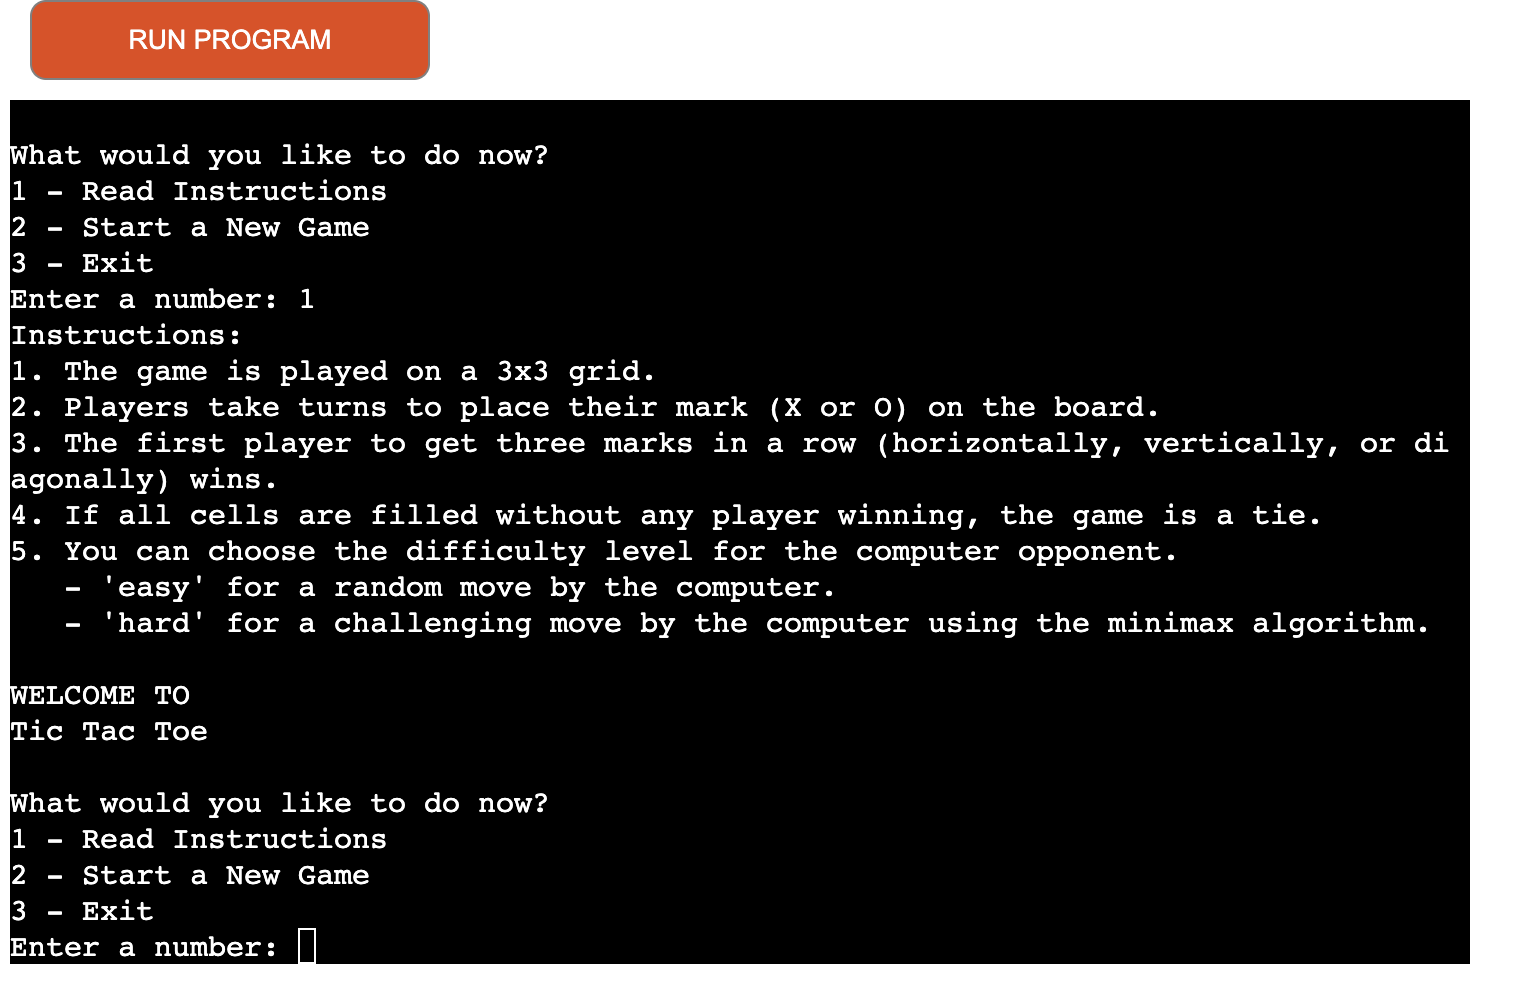 RUN PROGRAM
What would you like to do now?
1 - Read Instructions
2 - Start a New Game
3 - Exit
Enter a number: 1
Instructions:
1. The game is played on a 3x3 grid.
2. Players take turns to place their mark (X or O) on the board.
3. The first player to get three marks in a row (horizontally, vertically, or di
agonally) wins.
4. If all cells are filled without any player winning, the game is a tie.
5. You can choose the difficulty level for the computer opponent.
   - 'easy' for a random move by the computer.
   - 'hard' for a challenging move by the computer using the minimax algorithm.
WELCOME TO
Tic Tac Toe
What would you like to do now?
1 - Read Instructions
2 - Start a New Game
3 - Exit
Enter a number: